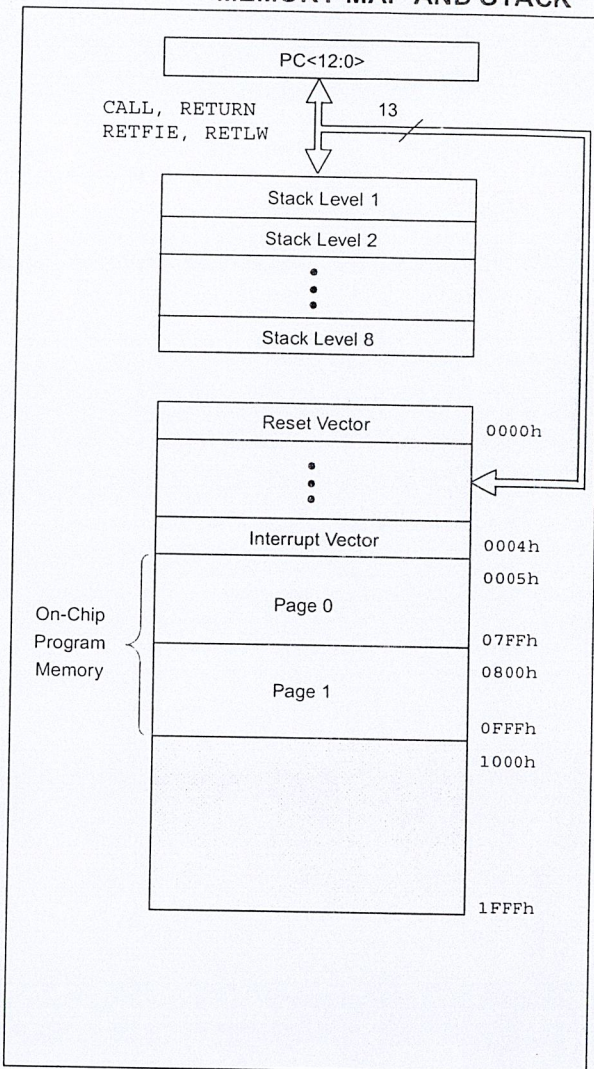 MEMORY MAP AND STACK
PC<12:0>
CALL, RETURN
RETFIE, RETLW
13
Stack Level 1
Stack Level 2
Stack Level 8
Reset Vector
0000h
Interrupt Vector
0004h
0005h
On-Chip
Program
Memory
Page 0
07FFh
0800h
Page 1
0FFFh
1000h
1FFFh